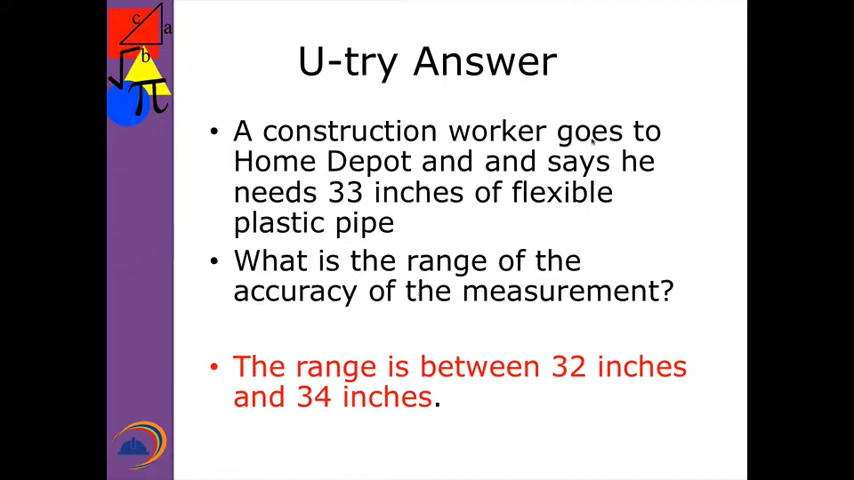 c
a
b
√
π
U-try Answer
• A construction worker goes to
Home Depot and and says he
needs 33 inches of flexible
plastic pipe
• What is the range of the
accuracy of the measurement?
• The range is between 32 inches
and 34 inches.